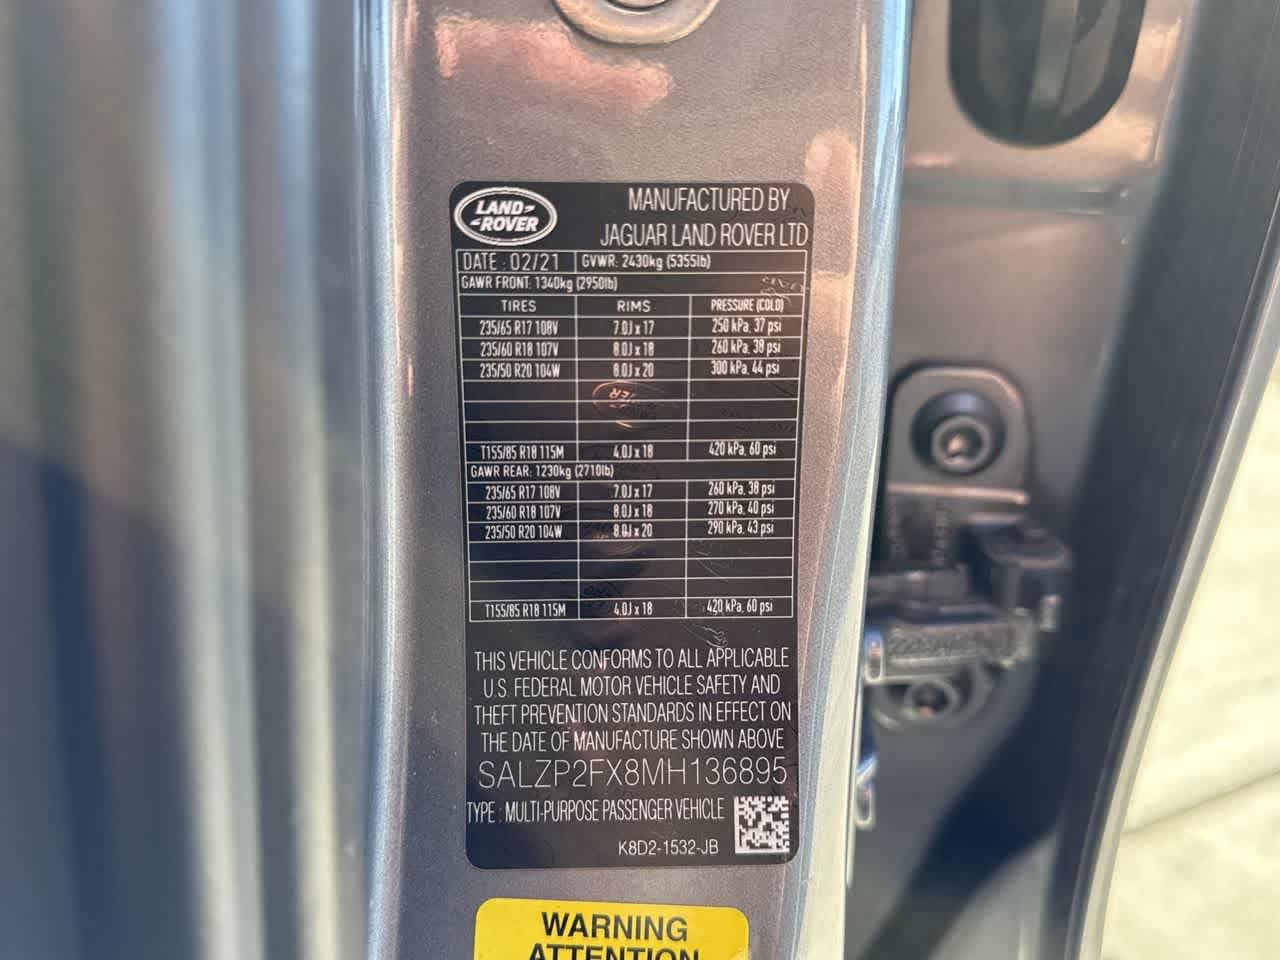 LAND-
-ROVER
MANUFACTURED BY
JAGUAR LAND ROVER LTD
DATE : 02/21 GVWR: 2430kg (5355lb)
GAWR FRONT: 1340kg (2950lb)
TIRES RIMS PRESSURE (COLD)
235/65 R17 108V 7.0J x 17 250 kPa, 37 psi
235/60 R18 107V 8.0J x 18 260 kPa, 38 psi
235/50 R20 104W 8.0J x 20 300 kPa, 44 psi
T155/85 R18 115M 4.0J x 18 420 kPa, 60 psi
GAWR REAR: 1230kg (2710lb)
235/65 R17 108V 7.0J x 17 260 kPa, 38 psi
235/60 R18 107V 8.0J x 18 270 kPa, 40 psi
235/50 R20 104W 8.0J x 20 290 kPa, 43 psi
T155/85 R18 115M 4.0J x 18 420 kPa, 60 psi
THIS VEHICLE CONFORMS TO ALL APPLICABLE
U.S. FEDERAL MOTOR VEHICLE SAFETY AND
THEFT PREVENTION STANDARDS IN EFFECT ON
THE DATE OF MANUFACTURE SHOWN ABOVE
SALZP2FX8MH136895
TYPE : MULTI-PURPOSE PASSENGER VEHICLE
K8D2-1532-JB
WARNING
ATTENTION